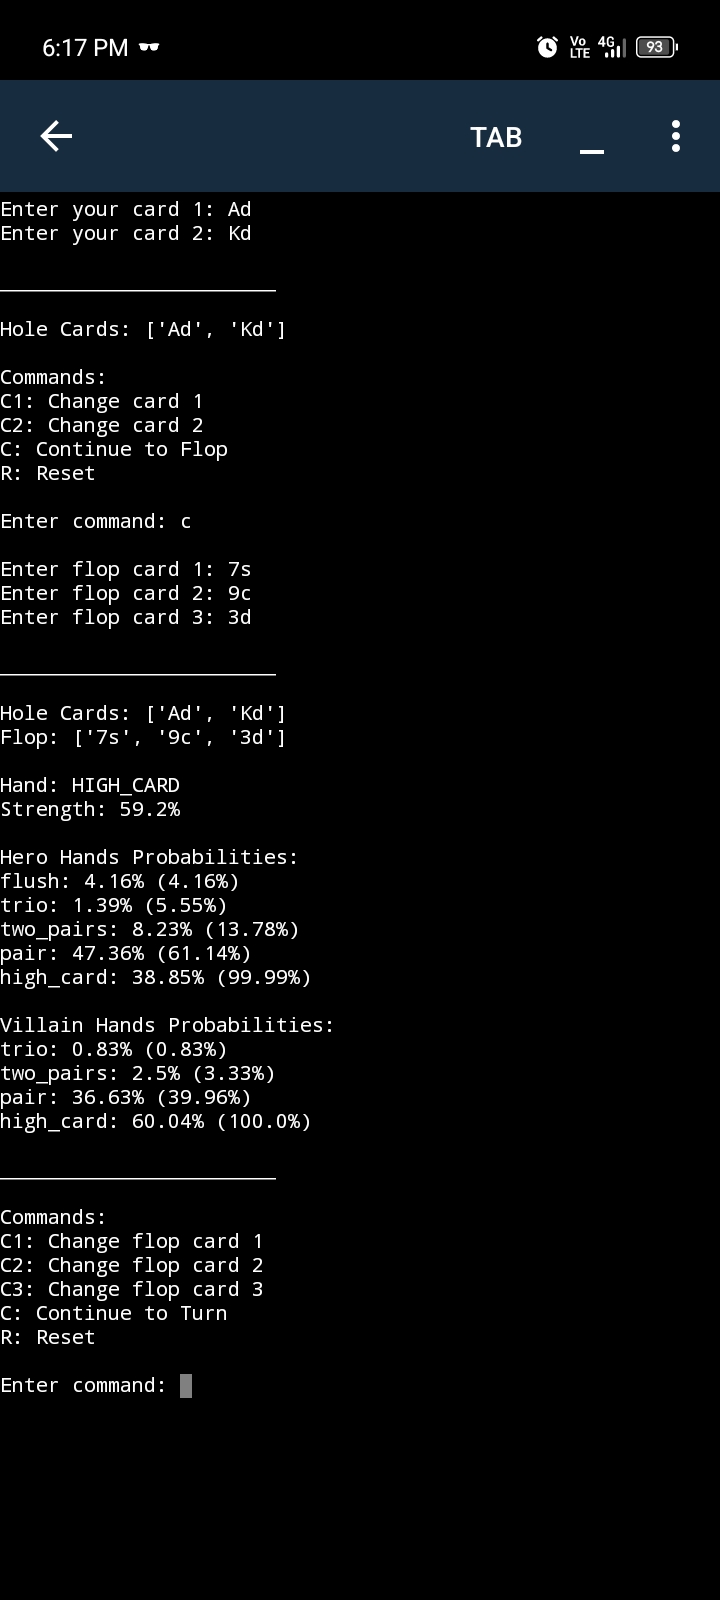 6:17 PM
Vo LTE 4G 93
TAB
Enter your card 1: Ad
Enter your card 2: Kd
_______________________
Hole Cards: ['Ad', 'Kd']
Commands:
C1: Change card 1
C2: Change card 2
C: Continue to Flop
R: Reset
Enter command: c
Enter flop card 1: 7s
Enter flop card 2: 9c
Enter flop card 3: 3d
_______________________
Hole Cards: ['Ad', 'Kd']
Flop: ['7s', '9c', '3d']
Hand: HIGH_CARD
Strength: 59.2%
Hero Hands Probabilities:
flush: 4.16% (4.16%)
trio: 1.39% (5.55%)
two_pairs: 8.23% (13.78%)
pair: 47.36% (61.14%)
high_card: 38.85% (99.99%)
Villain Hands Probabilities:
trio: 0.83% (0.83%)
two_pairs: 2.5% (3.33%)
pair: 36.63% (39.96%)
high_card: 60.04% (100.0%)
_______________________
Commands:
C1: Change flop card 1
C2: Change flop card 2
C3: Change flop card 3
C: Continue to Turn
R: Reset
Enter command: